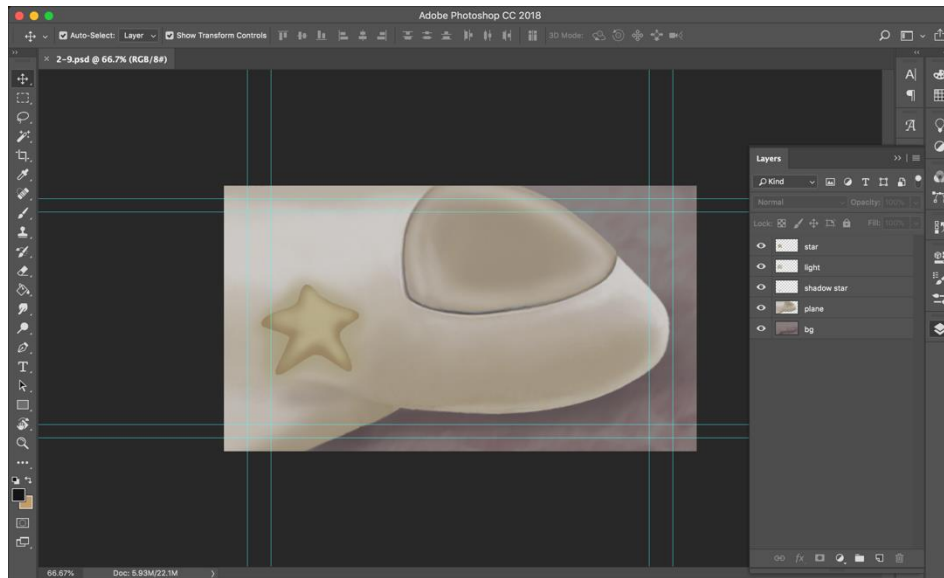 Adobe Photoshop CC 2018
Auto-Select: Layer Show Transform Controls 3D Mode:
× 2-9.psd @ 66.7% (RGB/8#)
Layers
Kind
Normal Opacity: 100%
Lock: Fill: 100%
star
light
shadow star
plane
bg
66.67% Doc: 5.93M/22.1M